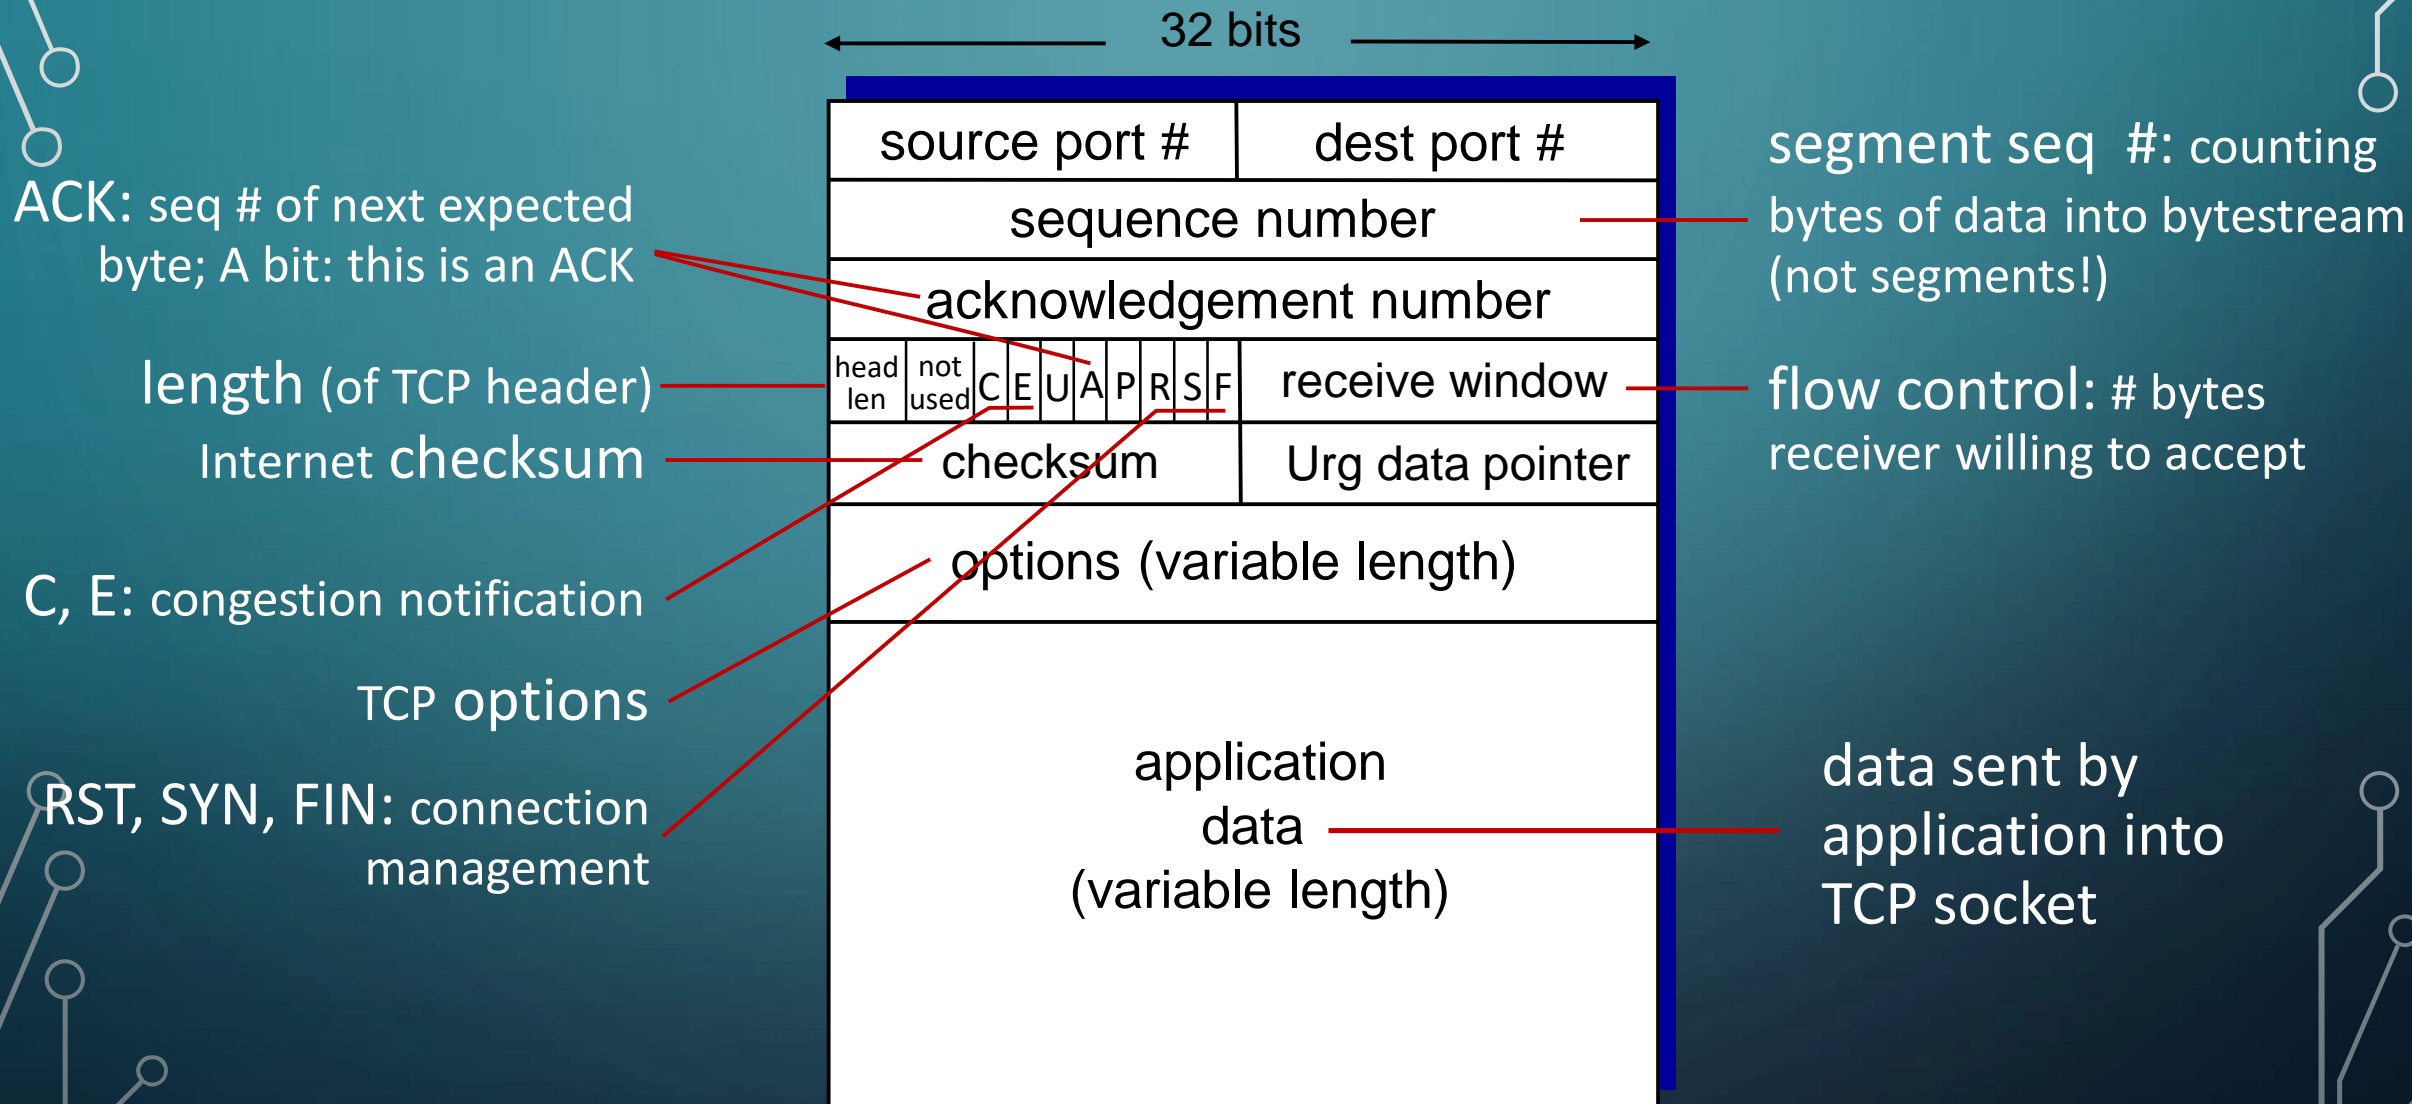 32 bits
source port #
dest port #
sequence number
acknowledgement number
head
len
not
used
C E U A P R S F
receive window
checksum
Urg data pointer
options (variable length)
application
data
(variable length)
ACK: seq # of next expected
byte; A bit: this is an ACK
length (of TCP header)
Internet checksum
C, E: congestion notification
TCP options
RST, SYN, FIN: connection
management
segment seq #: counting
bytes of data into bytestream
(not segments!)
flow control: # bytes
receiver willing to accept
data sent by
application into
TCP socket